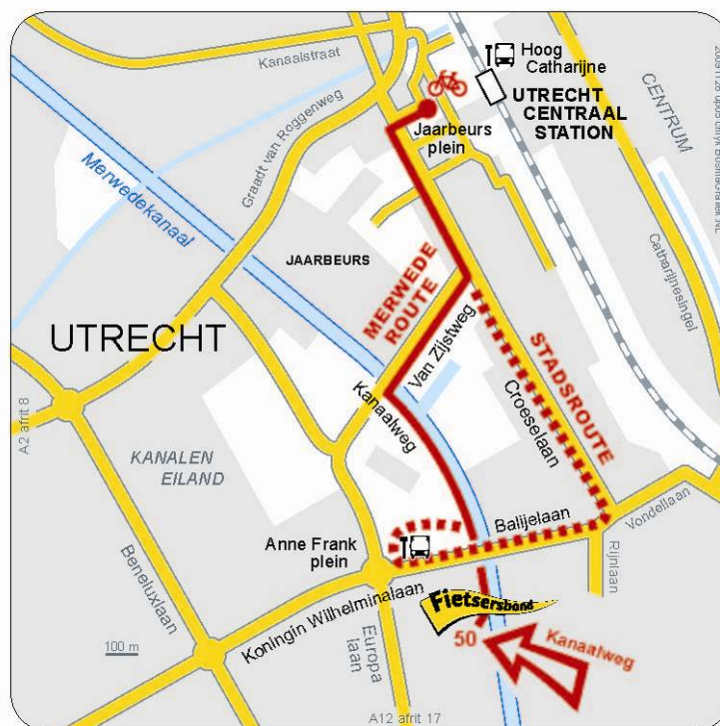 Hoog
Catharijne
Kanaalstraat
UTRECHT
CENTRAAL
STATION
CENTRUM
Jaarbeurs
plein
Graadt van Roggenweg
Merwedekanaal
JAARBEURS
Catharijnesingel
MERWEDE
ROUTE
UTRECHT
Van Zijstweg
STADSROUTE
Croeselaan
Kanaalweg
A2 afrit 8
KANALEN
EILAND
Balijelaan
Vondellaan
Anne Frank
plein
Rijnlaan
Beneluxlaan
Koningin Wilhelminalaan
Fietsersbond
50
Kanaalweg
Europa
laan
100 m
A12 afrit 17